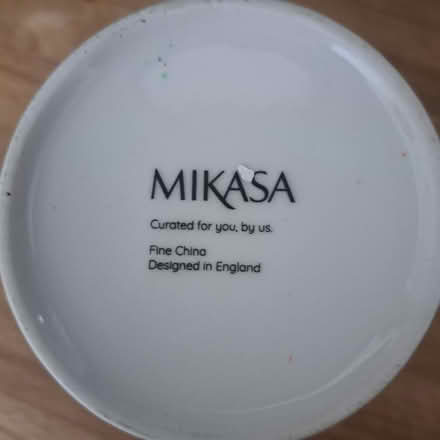 MIKASA
Curated for you, by us.
Fine China
Designed in England